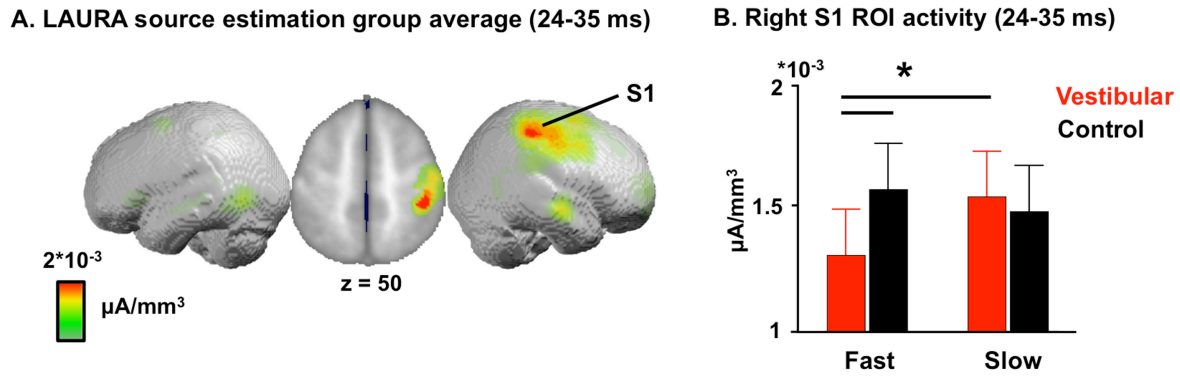 A. LAURA source estimation group average (24-35 ms)
S1
z = 50
2*10⁻³
µA/mm³
B. Right S1 ROI activity (24-35 ms)
*10⁻³
2
1.5
1
µA/mm³
*
Vestibular
Control
Fast Slow